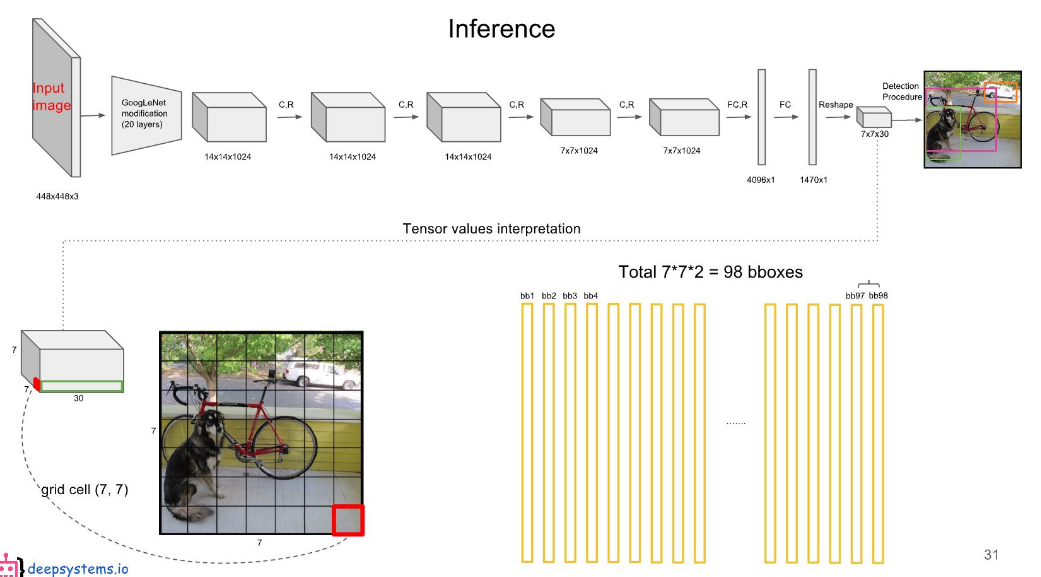 Inference
Input
image
GoogLeNet
modification
(20 layers)
C,R
C,R
C,R
C,R
FC,R
FC
Reshape
Detection
Procedure
448x448x3
14x14x1024
14x14x1024
14x14x1024
7x7x1024
7x7x1024
4096x1
1470x1
7x7x30
Tensor values interpretation
Total 7*7*2 = 98 bboxes
bb1 bb2 bb3 bb4
bb97 bb98
7
7
30
7
7
.......
grid cell (7, 7)
31
deepsystems.io